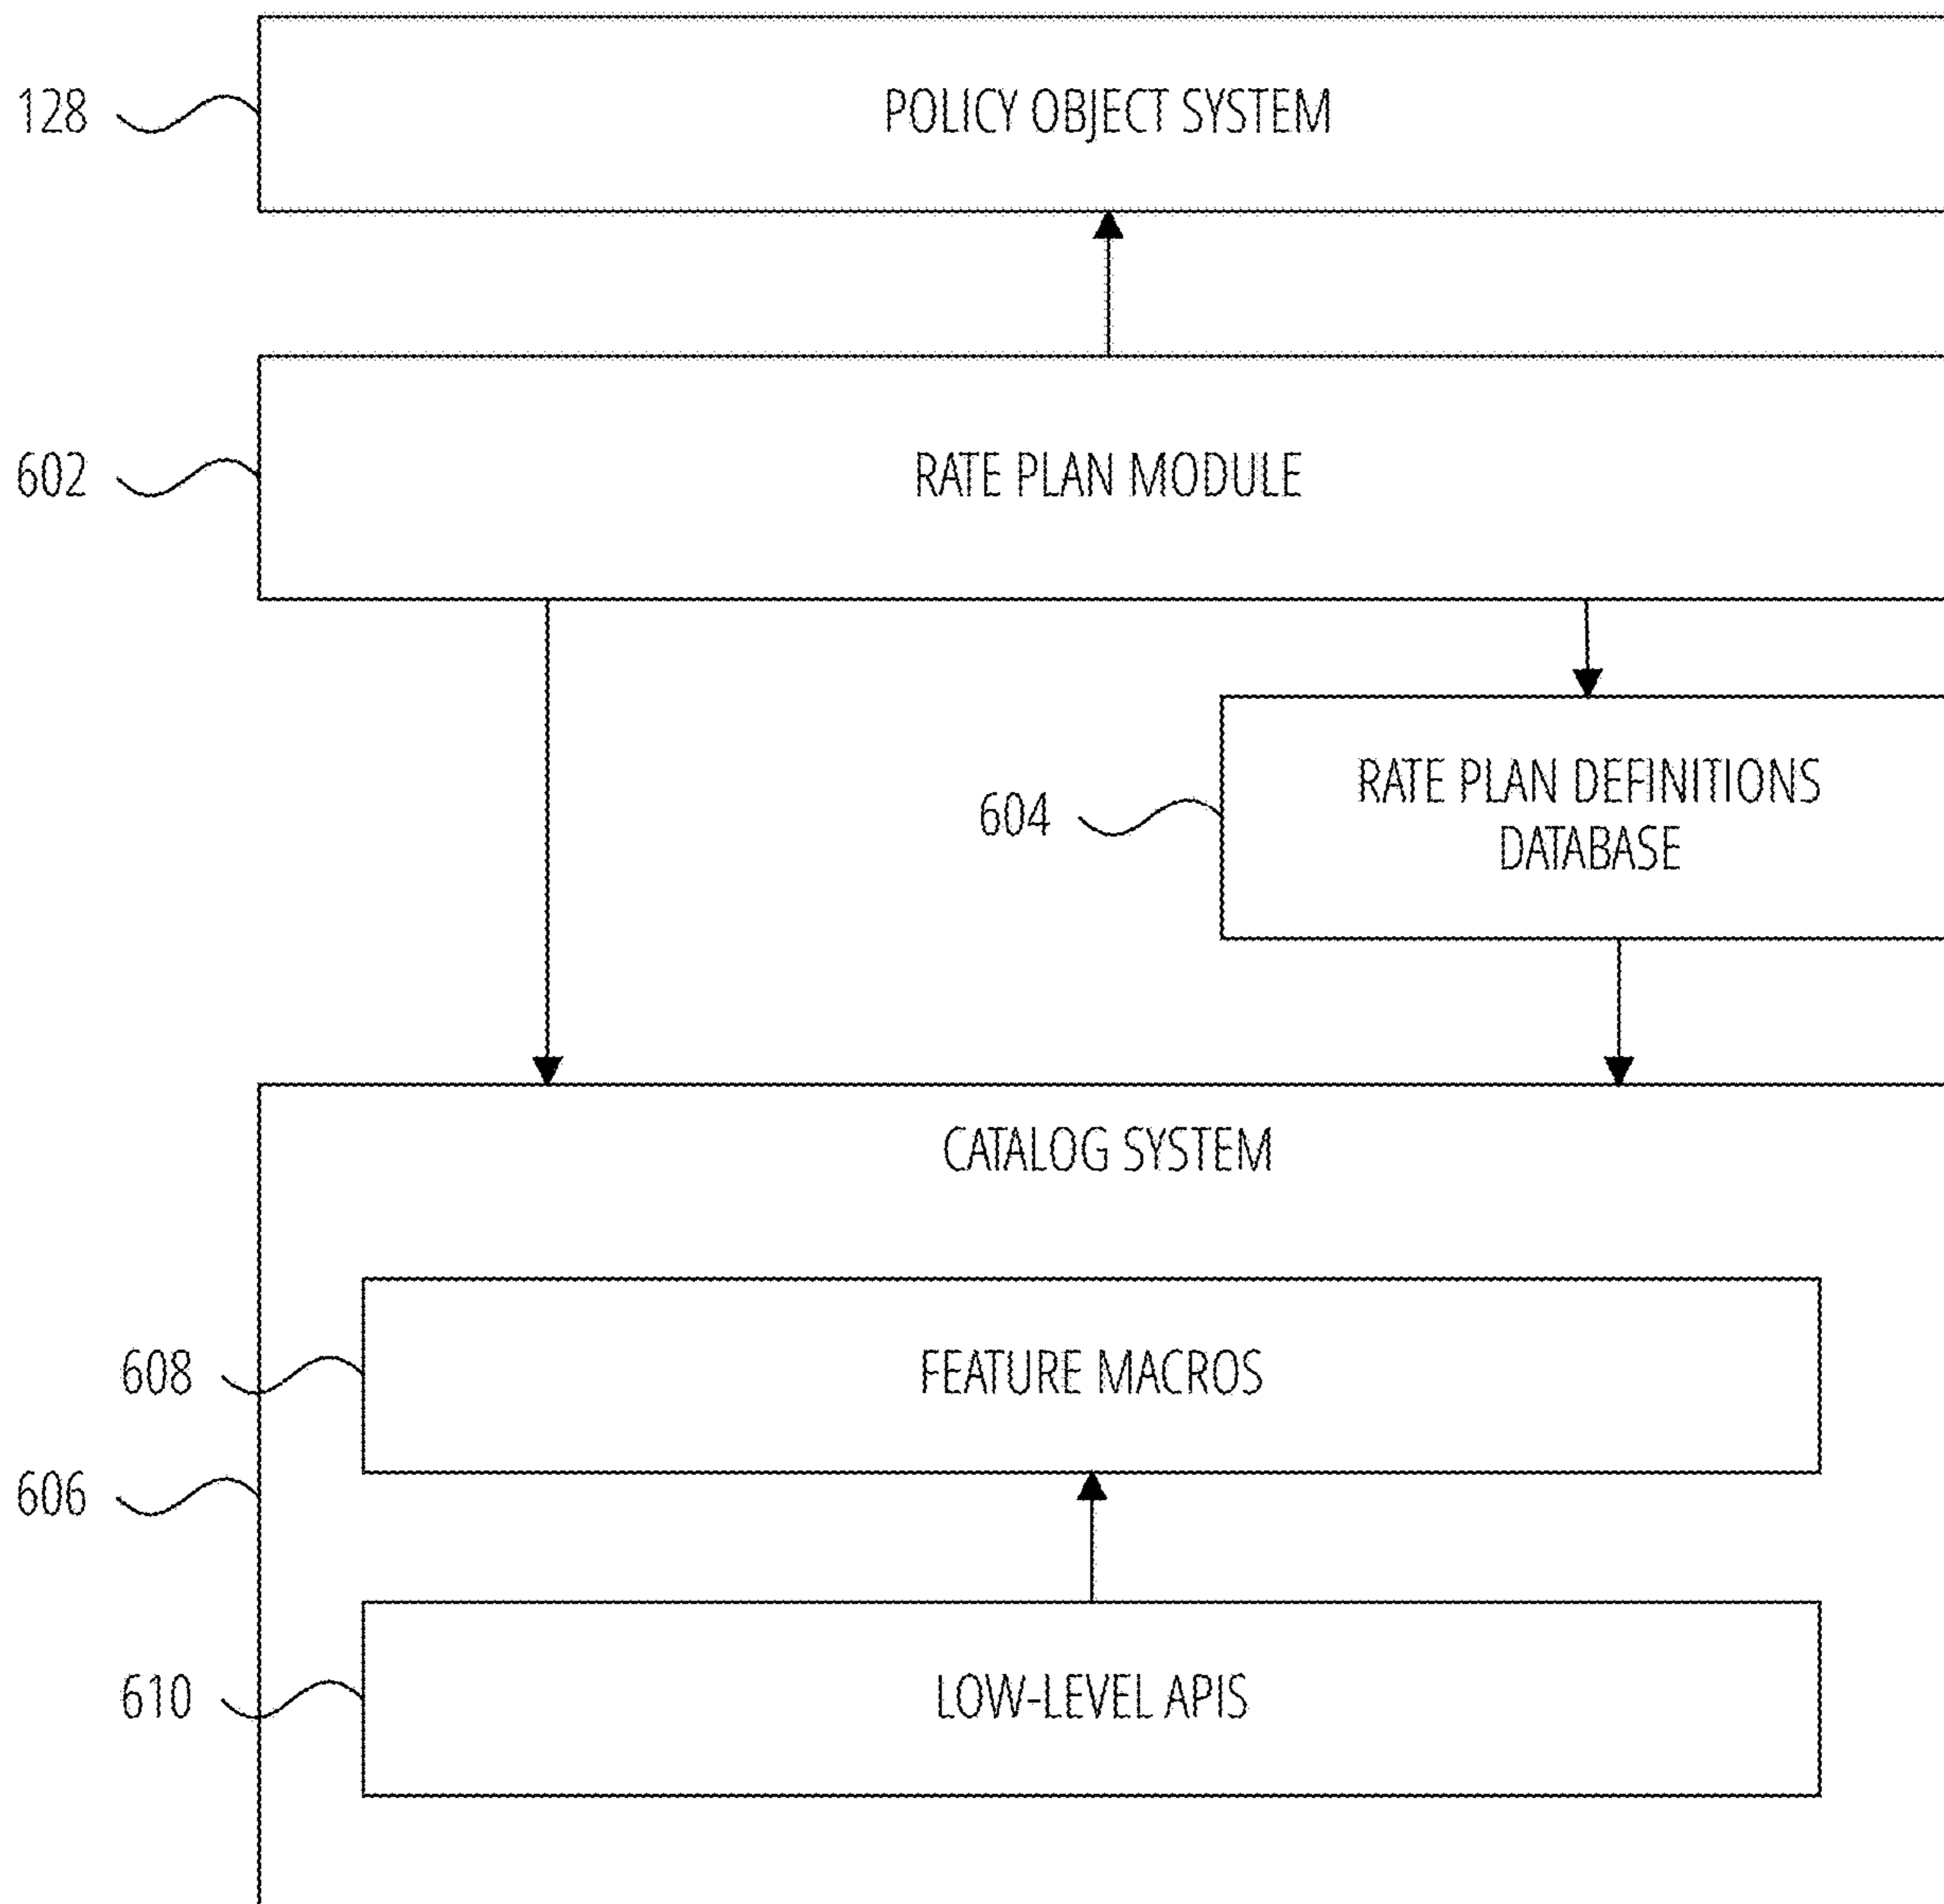 128
POLICY OBJECT SYSTEM
602
RATE PLAN MODULE
604
RATE PLAN DEFINITIONS
DATABASE
CATALOG SYSTEM
608
FEATURE MACROS
606
610
LOW-LEVEL APIS